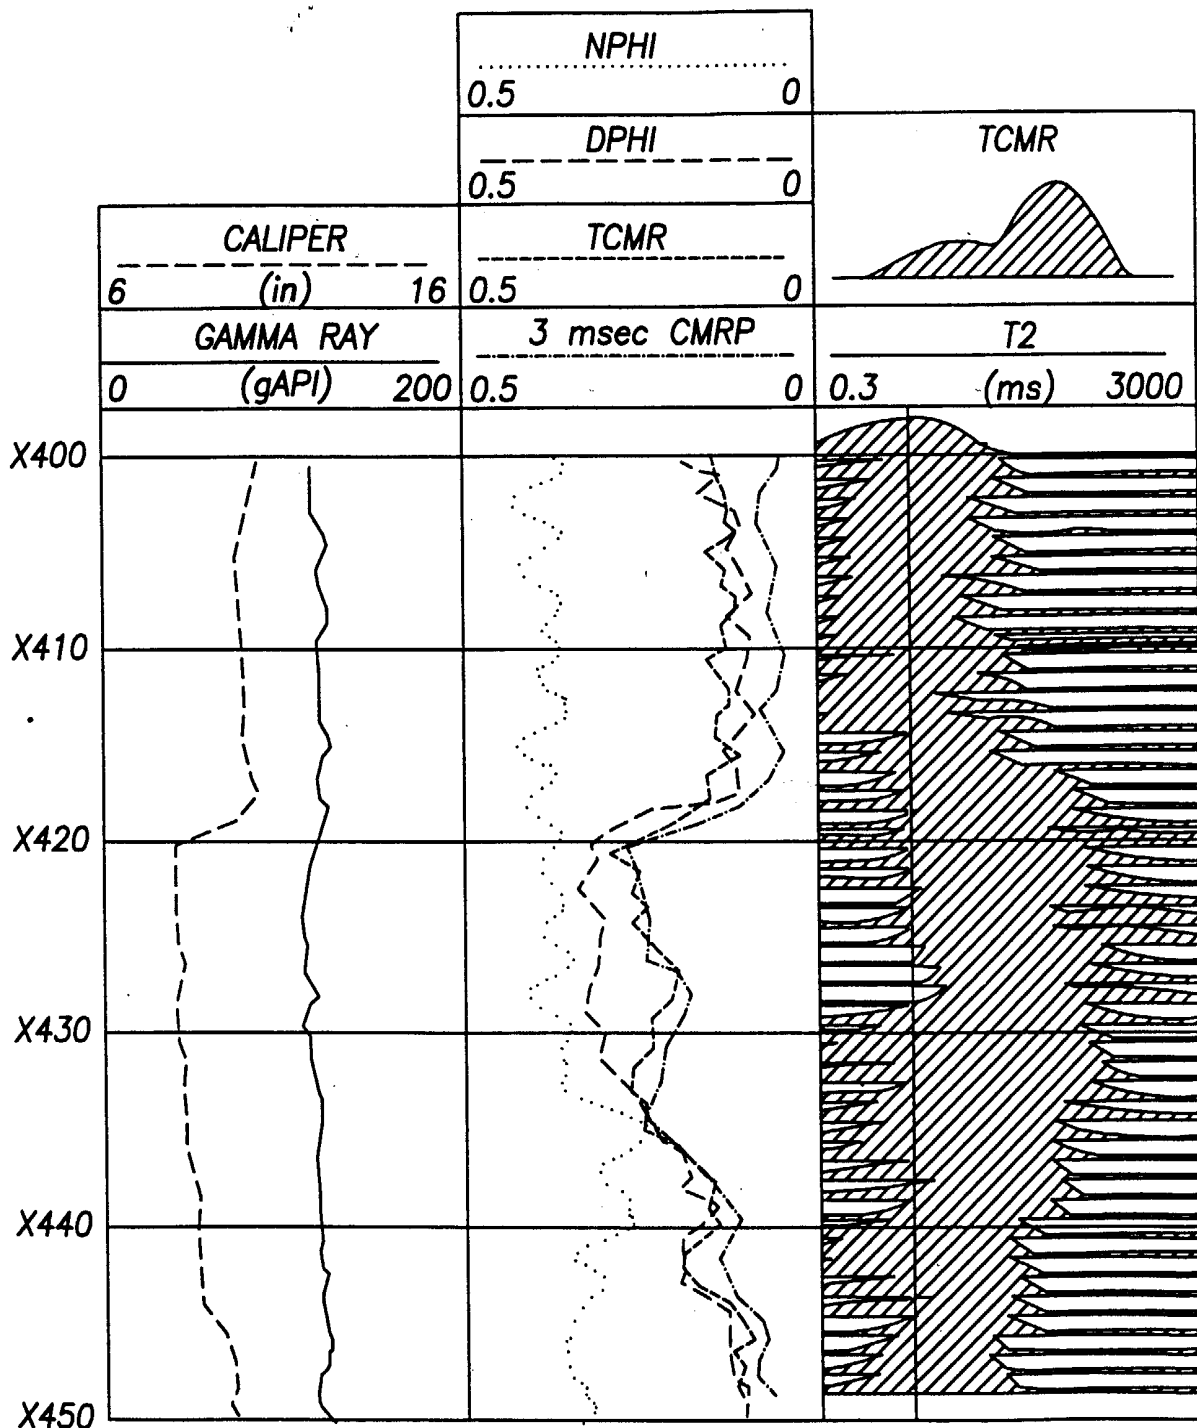 NPHI
0.5 0
DPHI
0.5 0
TCMR
CALIPER
TCMR
6 (in) 16
0.5 0
GAMMA RAY
3 msec CMRP
T2
0 (gAPI) 200
0.5 0
0.3 (ms) 3000
X400
X410
X420
X430
X440
X450